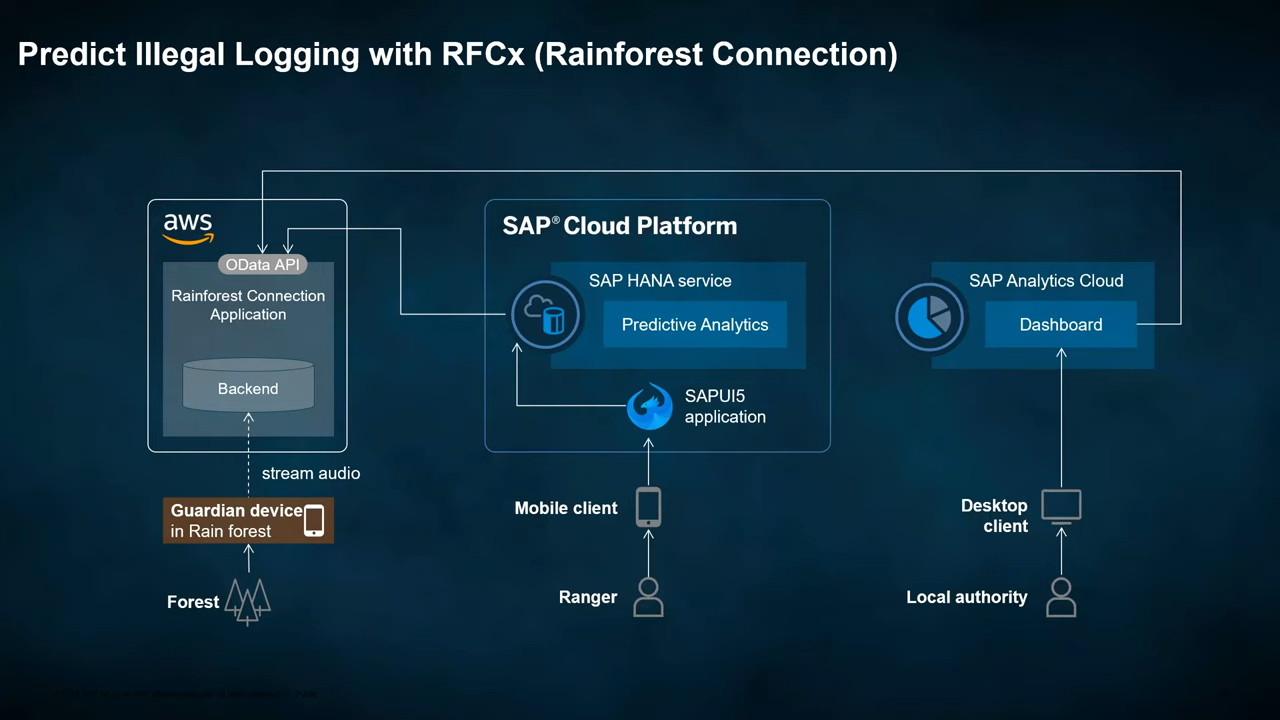 Predict Illegal Logging with RFCx (Rainforest Connection)
aws
OData API
Rainforest Connection
Application
Backend
stream audio
Guardian device
in Rain forest
Forest
SAP® Cloud Platform
SAP HANA service
Predictive Analytics
SAPUI5
application
Mobile client
Ranger
SAP Analytics Cloud
Dashboard
Desktop
client
Local authority